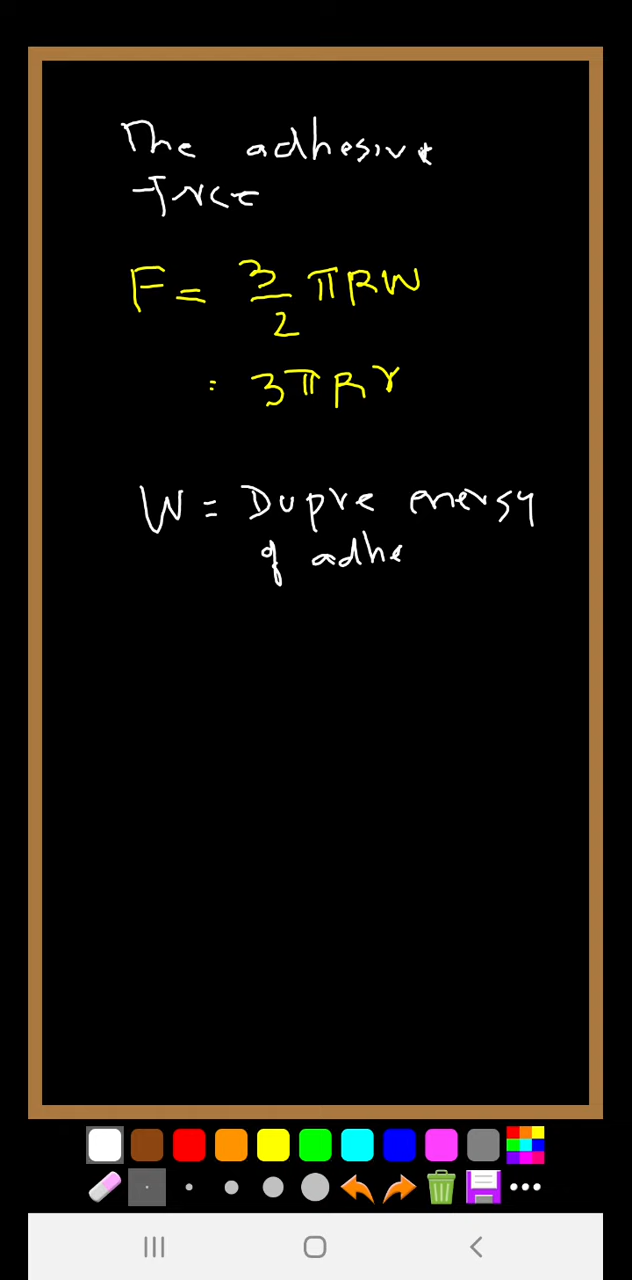 The adhesive
force
F = 3/2 πRW
= 3πRγ
W = Dupre energy
of adhe